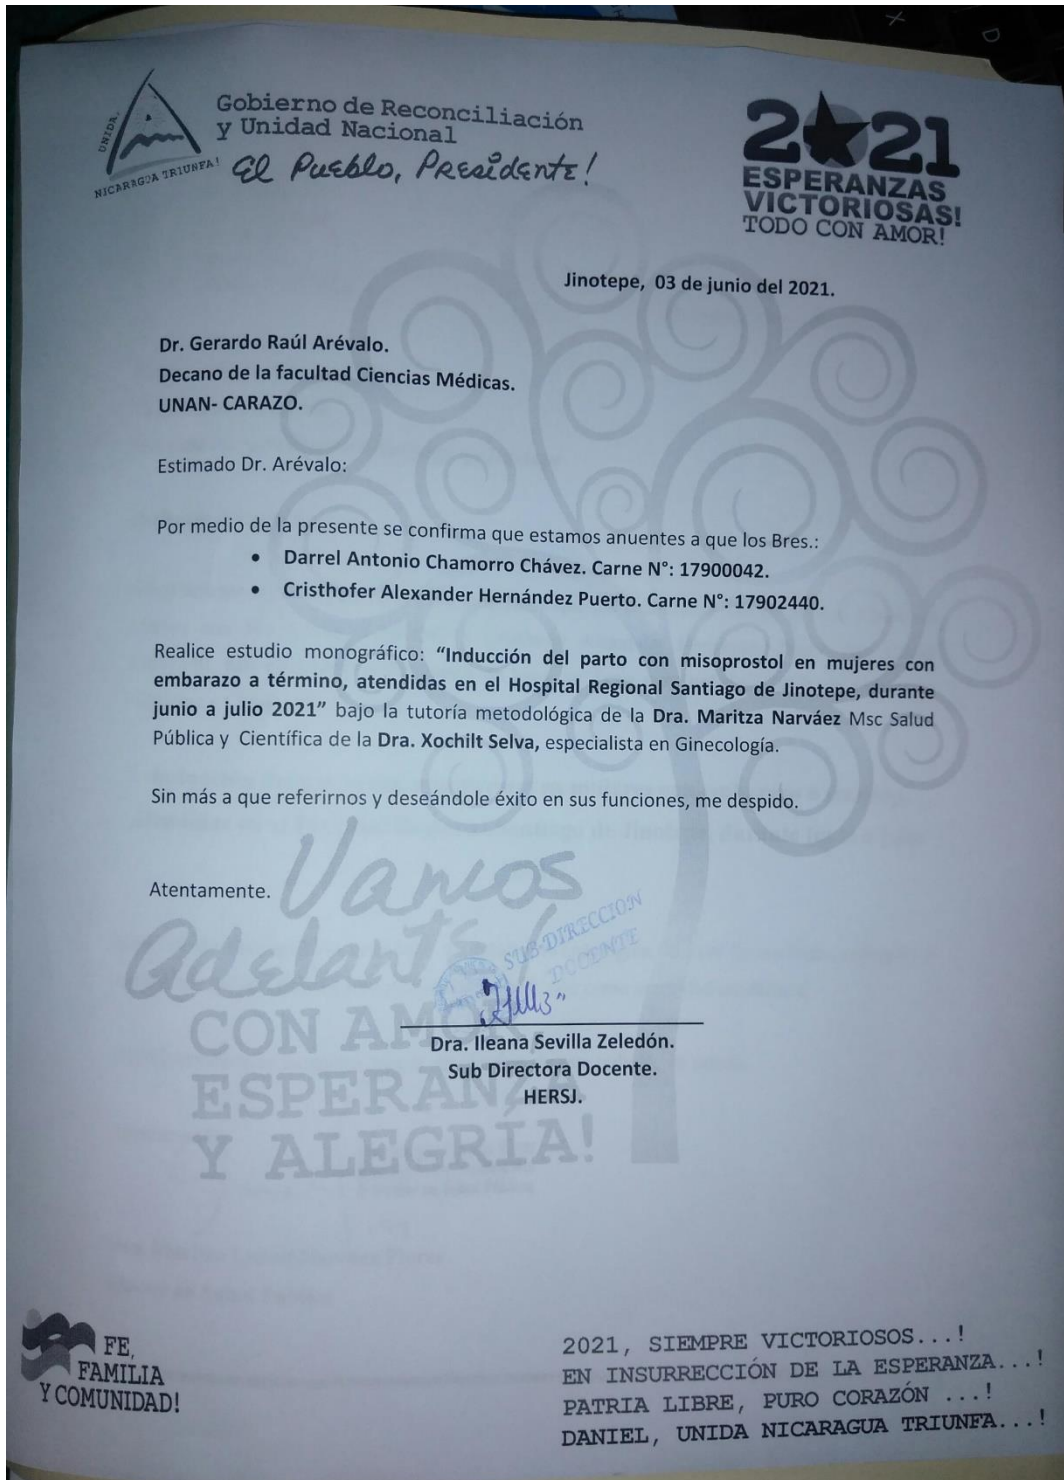 UNIDA,
NICARAGUA TRIUNFA!
Gobierno de Reconciliación
y Unidad Nacional
El Pueblo, Presidente!
2021
ESPERANZAS
VICTORIOSAS!
TODO CON AMOR!
Jinotepe, 03 de junio del 2021.
Dr. Gerardo Raúl Arévalo.
Decano de la facultad Ciencias Médicas.
UNAN- CARAZO.
Estimado Dr. Arévalo:
Por medio de la presente se confirma que estamos anuentes a que los Bres.:
• Darrel Antonio Chamorro Chávez. Carne N°: 17900042.
• Cristhofer Alexander Hernández Puerto. Carne N°: 17902440.
Realice estudio monográfico: “Inducción del parto con misoprostol en mujeres con
embarazo a término, atendidas en el Hospital Regional Santiago de Jinotepe, durante
junio a julio 2021” bajo la tutoría metodológica de la Dra. Maritza Narváez Msc Salud
Pública y Científica de la Dra. Xochilt Selva, especialista en Ginecología.
Sin más a que referirnos y deseándole éxito en sus funciones, me despido.
Atentamente.
Vamos
Adelante!
CON AMOR,
ESPERANZA
Y ALEGRÍA!
SUB-DIRECCION
DOCENTE
Dra. Ileana Sevilla Zeledón.
Sub Directora Docente.
HERSJ.
FE,
FAMILIA
Y COMUNIDAD!
2021, SIEMPRE VICTORIOSOS...!
EN INSURRECCIÓN DE LA ESPERANZA...!
PATRIA LIBRE, PURO CORAZÓN ...!
DANIEL, UNIDA NICARAGUA TRIUNFA...!